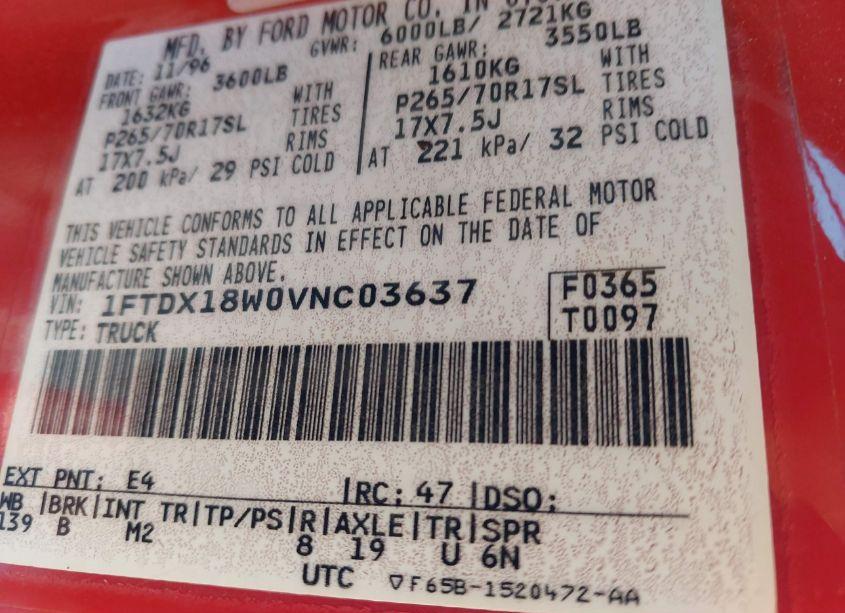 MFD. BY FORD MOTOR CO. IN
GVWR: 6000LB/ 2721KG
DATE: 11/96
FRONT GAWR: 3600LB
1632KG WITH
P265/70R17SL TIRES
17X7.5J RIMS
AT 200 kPa/ 29 PSI COLD
REAR GAWR: 3550LB
1610KG WITH
P265/70R17SL TIRES
17X7.5J RIMS
AT 221 kPa/ 32 PSI COLD
THIS VEHICLE CONFORMS TO ALL APPLICABLE FEDERAL MOTOR
VEHICLE SAFETY STANDARDS IN EFFECT ON THE DATE OF
MANUFACTURE SHOWN ABOVE.
VIN: 1FTDX18W0VNC03637
TYPE: TRUCK
F0365
T0097
EXT PNT: E4 |RC: 47 |DSO:
WB |BRK|INT TR|TP/PS|R|AXLE|TR|SPR
139 B M2 8 19 U 6N
UTC ▽F65B-1520472-AA